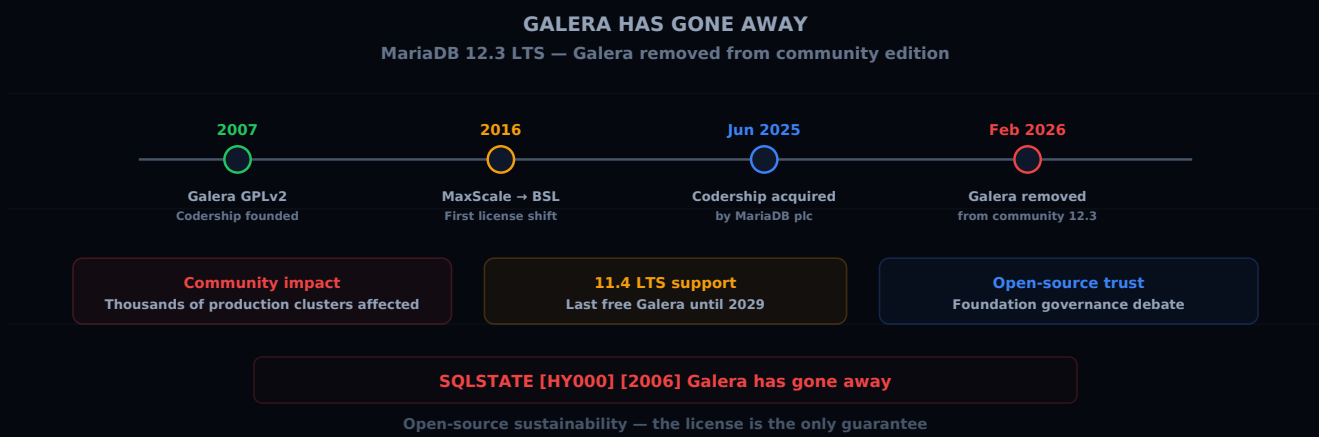 GALERA HAS GONE AWAY
MariaDB 12.3 LTS — Galera removed from community edition
2007
2016
Jun 2025
Feb 2026
Galera GPLv2
MaxScale → BSL
Codership acquired
Galera removed
Codership founded
First license shift
by MariaDB plc
from community 12.3
Community impact
Thousands of production clusters affected
11.4 LTS support
Last free Galera until 2029
Open-source trust
Foundation governance debate
SQLSTATE [HY000] [2006] Galera has gone away
Open-source sustainability — the license is the only guarantee